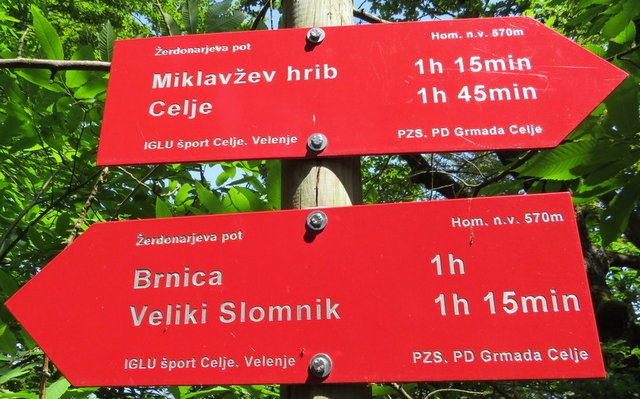 Žerdonarjeva pot Hom. n.v. 570m
Miklavžev hrib 1h 15min
Celje 1h 45min
IGLU šport Celje. Velenje PZS. PD Grmada Celje
Žerdonarjeva pot Hom. n.v. 570m
Brnica 1h
Veliki Slomnik 1h 15min
IGLU šport Celje. Velenje PZS. PD Grmada Celje